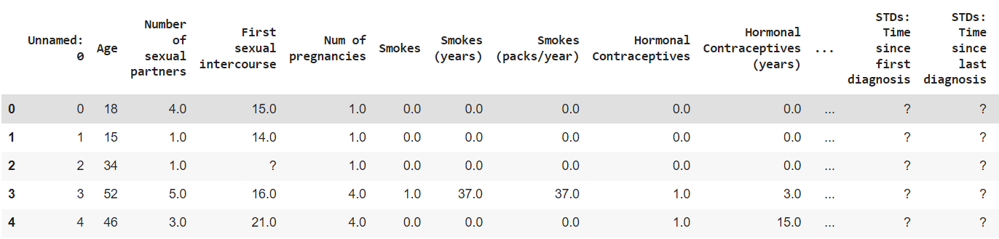 Unnamed: 0 Age Number of sexual partners First sexual intercourse Num of pregnancies Smokes Smokes (years) Smokes (packs/year) Hormonal Contraceptives Hormonal Contraceptives (years) ... STDs: Time since first diagnosis STDs: Time since last diagnosis
0 0 18 4.0 15.0 1.0 0.0 0.0 0.0 0.0 0.0 ... ? ?
1 1 15 1.0 14.0 1.0 0.0 0.0 0.0 0.0 0.0 ... ? ?
2 2 34 1.0 ? 1.0 0.0 0.0 0.0 0.0 0.0 ... ? ?
3 3 52 5.0 16.0 4.0 1.0 37.0 37.0 1.0 3.0 ... ? ?
4 4 46 3.0 21.0 4.0 0.0 0.0 0.0 1.0 15.0 ... ? ?